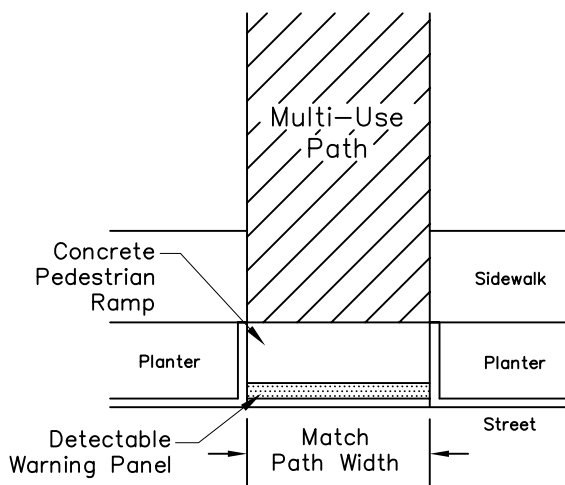 Multi-Use
Path
Concrete
Pedestrian
Ramp
Sidewalk
Planter
Planter
Street
Detectable
Warning Panel
Match
Path Width